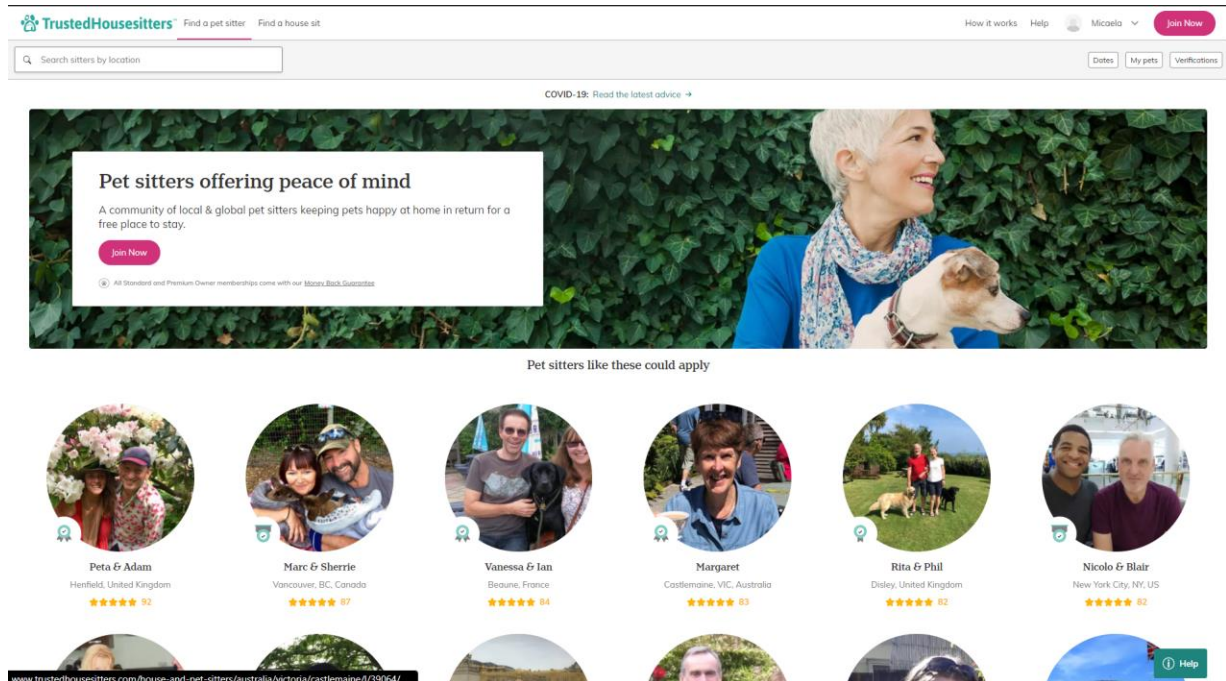 TrustedHousesitters™ Find a pet sitter Find a house sit How it works Help Micaela Join Now
Search sitters by location Dates My pets Verifications
COVID-19: Read the latest advice →
Pet sitters offering peace of mind
A community of local & global pet sitters keeping pets happy at home in return for a
free place to stay.
Join Now
All Standard and Premium Owner memberships come with our Money Back Guarantee
Pet sitters like these could apply
Peta & Adam Marc & Sherrie Vanessa & Ian Margaret Rita & Phil Nicolo & Blair
Henfield, United Kingdom Vancouver, BC, Canada Beaune, France Castlemaine, VIC, Australia Disley, United Kingdom New York City, NY, US
★★★★★ 92 ★★★★★ 87 ★★★★★ 84 ★★★★★ 83 ★★★★★ 82 ★★★★★ 82
Help
www.trustedhousesitters.com/house-and-pet-sitters/australia/victoria/castlemaine/l/39064/